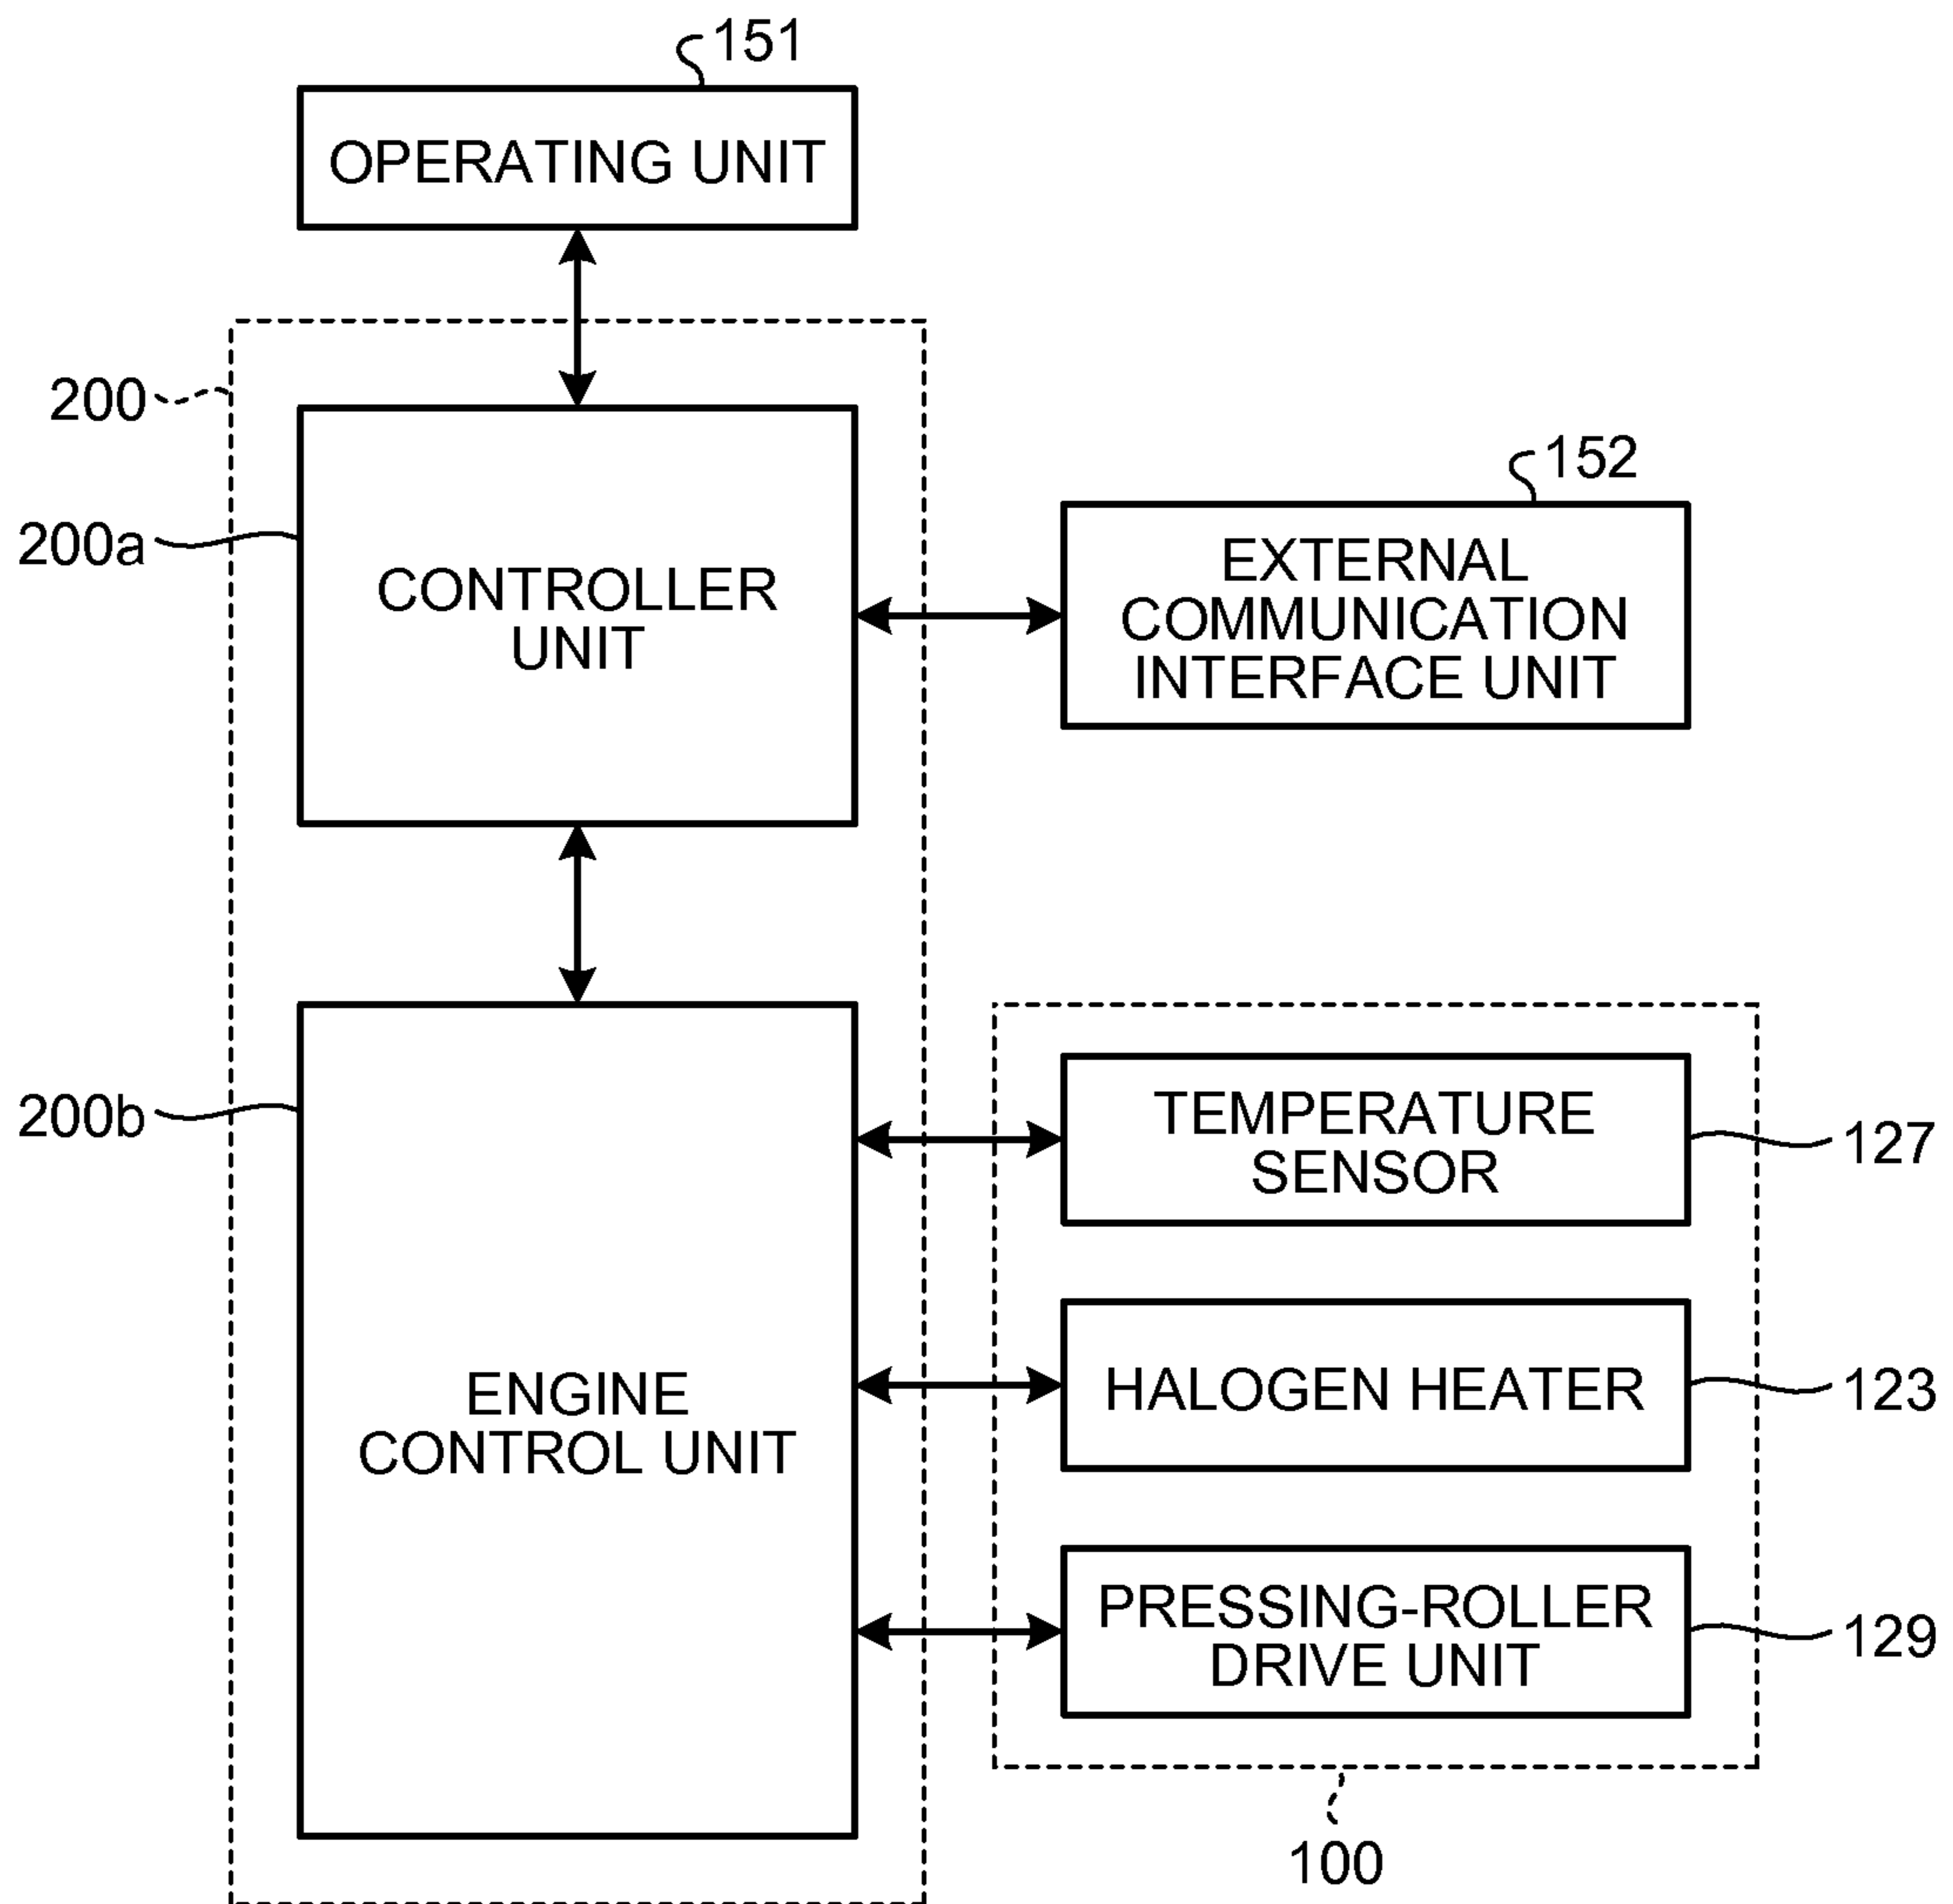 151
OPERATING UNIT
200
200a
CONTROLLER
UNIT
152
EXTERNAL
COMMUNICATION
INTERFACE UNIT
200b
ENGINE
CONTROL UNIT
TEMPERATURE
SENSOR
127
HALOGEN HEATER
123
PRESSING-ROLLER
DRIVE UNIT
129
100